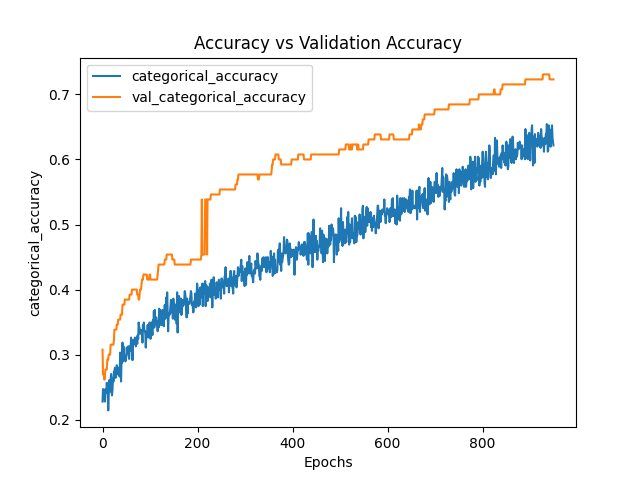 Accuracy vs Validation Accuracy
categorical_accuracy
val_categorical_accuracy
categorical_accuracy
0.7
0.6
0.5
0.4
0.3
0.2
0 200 400 600 800
Epochs